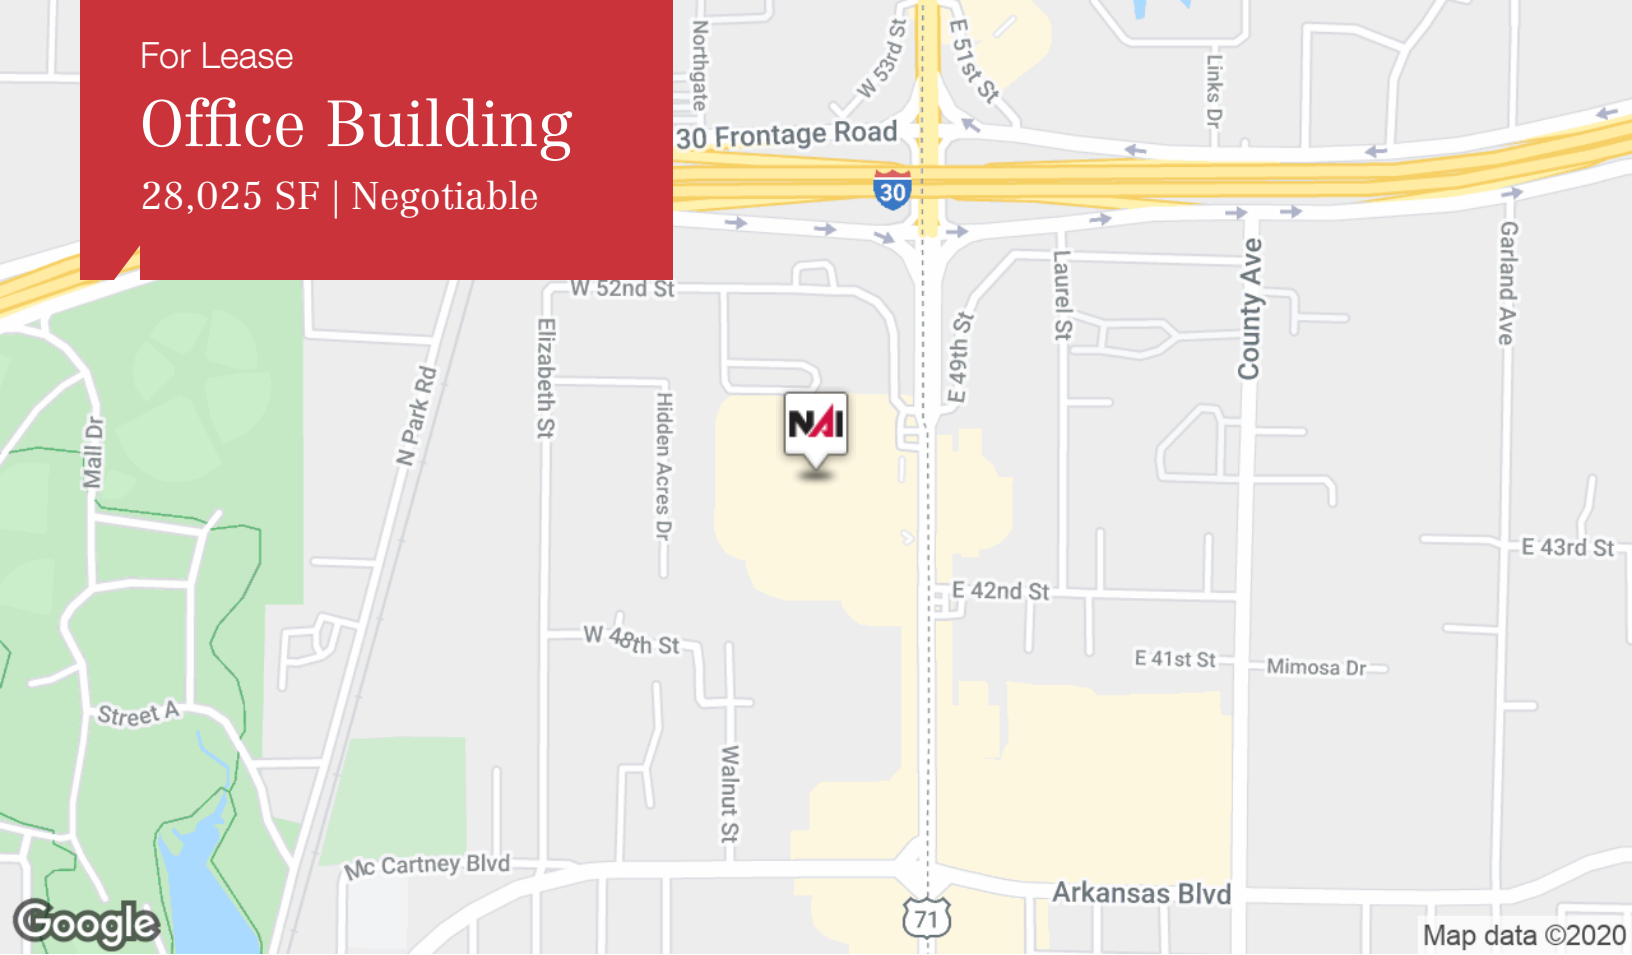 For Lease
Office Building
28,025 SF | Negotiable
Northgate
W 53rd St
E 51st St
Links Dr
30 Frontage Road
30
W 52nd St
Laurel St
County Ave
Garland Ave
Elizabeth St
E 49th St
N Park Rd
Hidden Acres Dr
Mall Dr
NAI
E 43rd St
E 42nd St
W 48th St
E 41st St
Mimosa Dr
Street A
Walnut St
Mc Cartney Blvd
Arkansas Blvd
71
Google
Map data ©2020